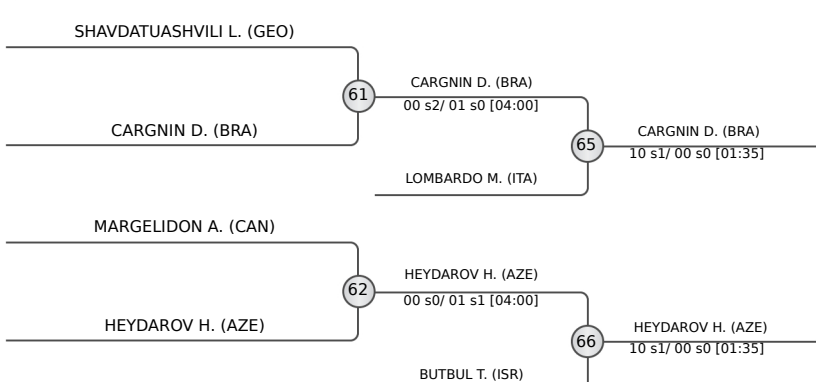 SHAVDATUASHVILI L. (GEO)
61
CARGNIN D. (BRA)
00 s2/ 01 s0 [04:00]
CARGNIN D. (BRA)
65
CARGNIN D. (BRA)
10 s1/ 00 s0 [01:35]
LOMBARDO M. (ITA)
MARGELIDON A. (CAN)
62
HEYDAROV H. (AZE)
00 s0/ 01 s1 [04:00]
HEYDAROV H. (AZE)
66
HEYDAROV H. (AZE)
10 s1/ 00 s0 [01:35]
BUTBUL T. (ISR)